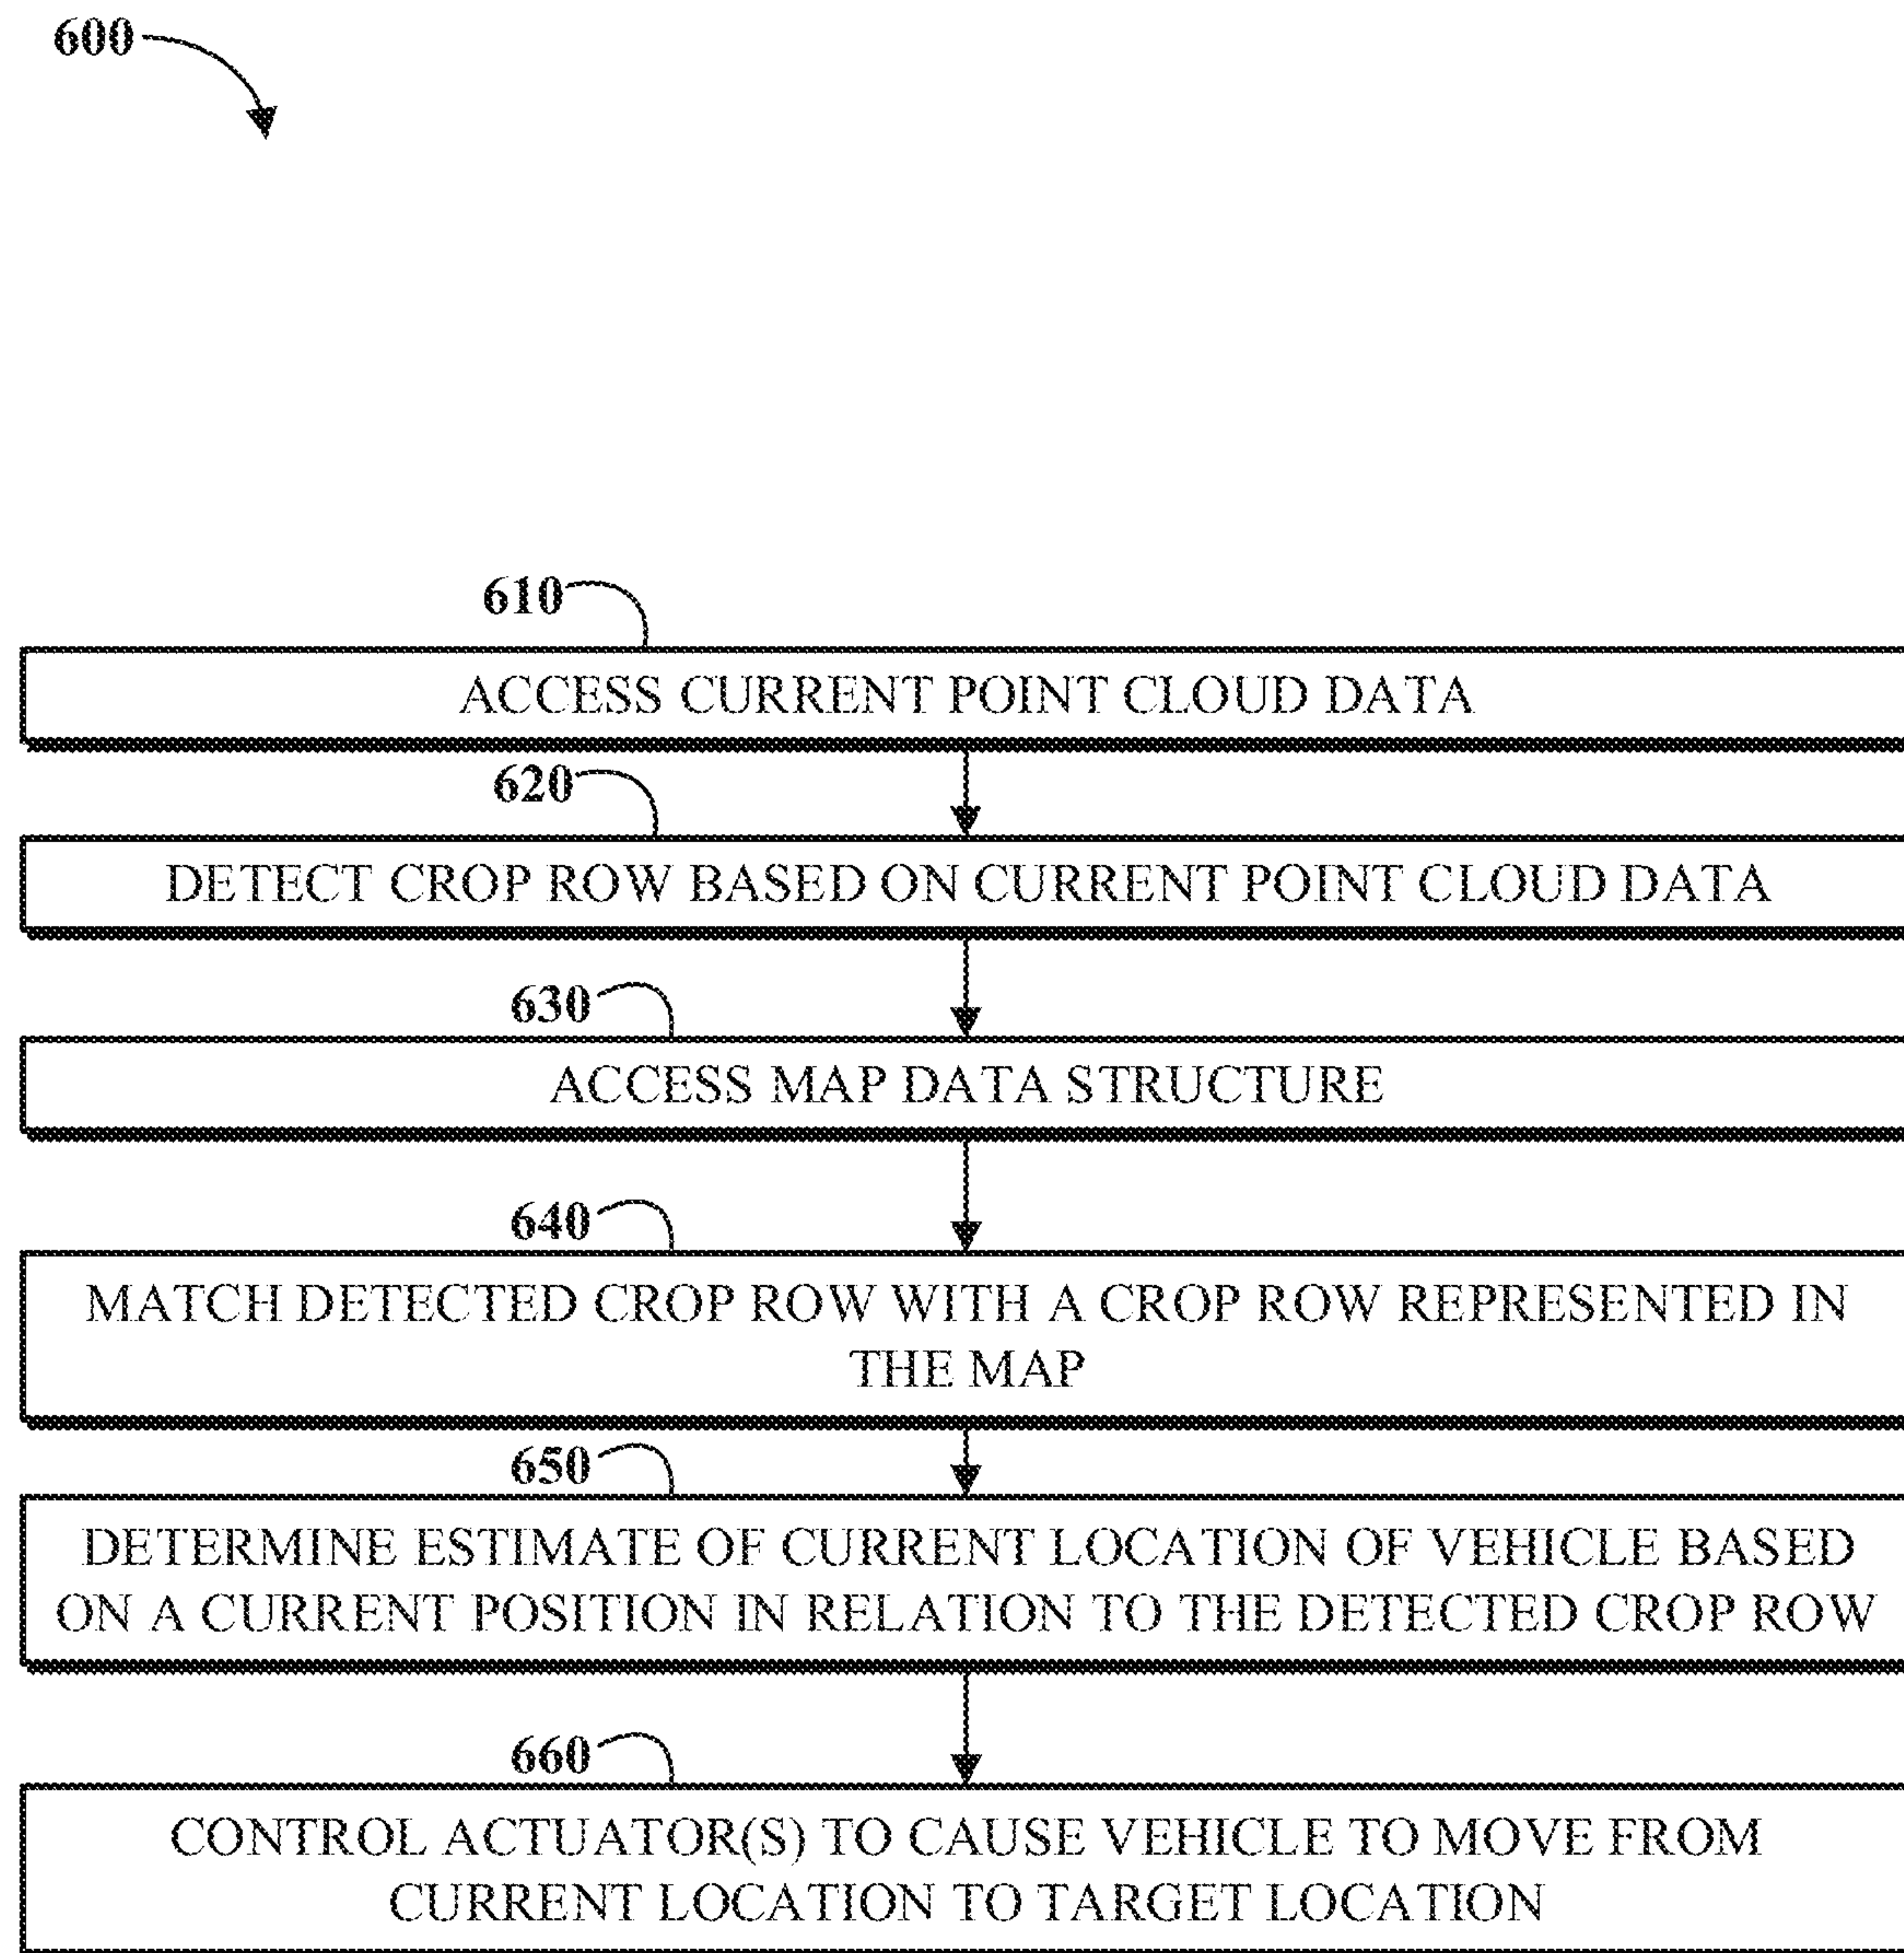 600
610
ACCESS CURRENT POINT CLOUD DATA
620
DETECT CROP ROW BASED ON CURRENT POINT CLOUD DATA
630
ACCESS MAP DATA STRUCTURE
640
MATCH DETECTED CROP ROW WITH A CROP ROW REPRESENTED IN
THE MAP
650
DETERMINE ESTIMATE OF CURRENT LOCATION OF VEHICLE BASED
ON A CURRENT POSITION IN RELATION TO THE DETECTED CROP ROW
660
CONTROL ACTUATOR(S) TO CAUSE VEHICLE TO MOVE FROM
CURRENT LOCATION TO TARGET LOCATION